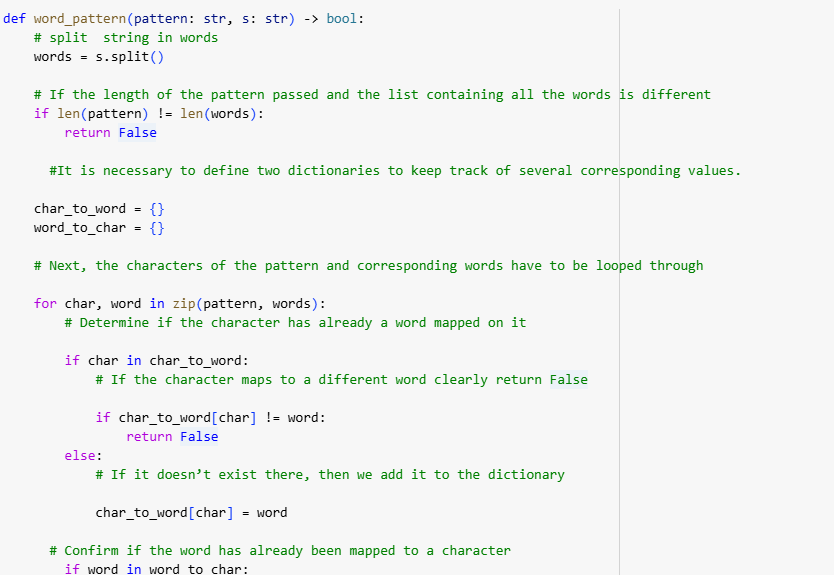 def word_pattern(pattern: str, s: str) -> bool:
    # split  string in words
    words = s.split()
    # If the length of the pattern passed and the list containing all the words is different
    if len(pattern) != len(words):
        return False
      #It is necessary to define two dictionaries to keep track of several corresponding values.
    char_to_word = {}
    word_to_char = {}
    # Next, the characters of the pattern and corresponding words have to be looped through
    for char, word in zip(pattern, words):
        # Determine if the character has already a word mapped on it
        if char in char_to_word:
            # If the character maps to a different word clearly return False
            if char_to_word[char] != word:
                return False
        else:
            # If it doesn’t exist there, then we add it to the dictionary
            char_to_word[char] = word
      # Confirm if the word has already been mapped to a character
        if word in word_to_char: